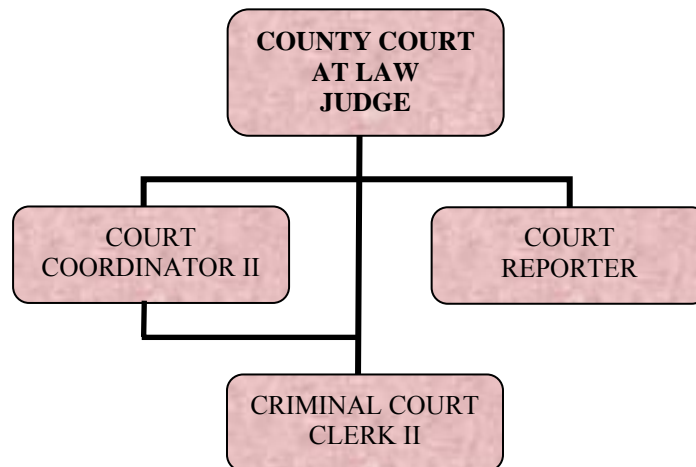 COUNTY COURT
AT LAW
JUDGE
COURT
COORDINATOR II
COURT
REPORTER
CRIMINAL COURT
CLERK II